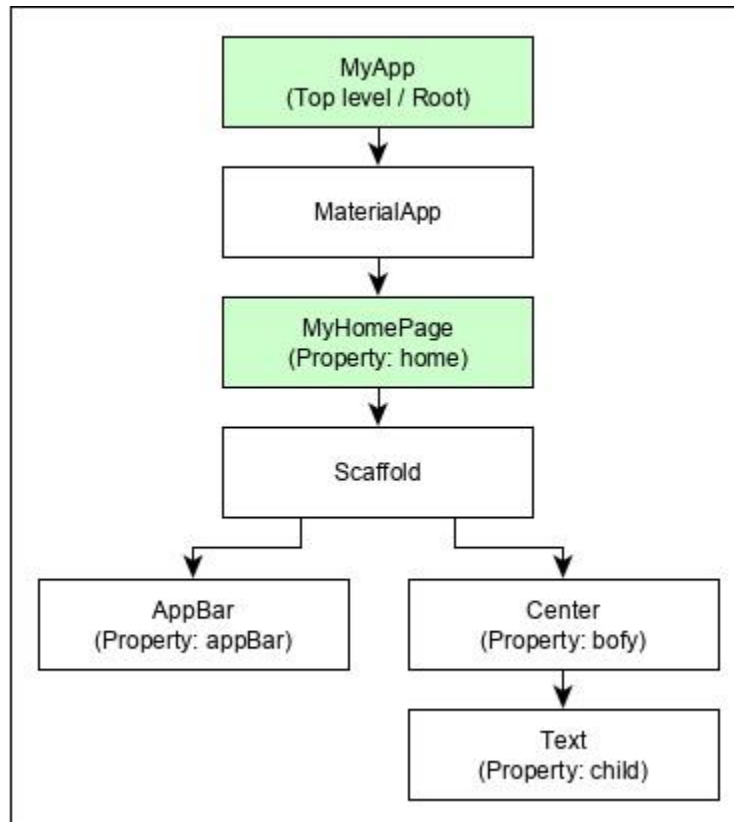 MyApp
(Top level / Root)
MaterialApp
MyHomePage
(Property: home)
Scaffold
AppBar
(Property: appBar)
Center
(Property: bofy)
Text
(Property: child)